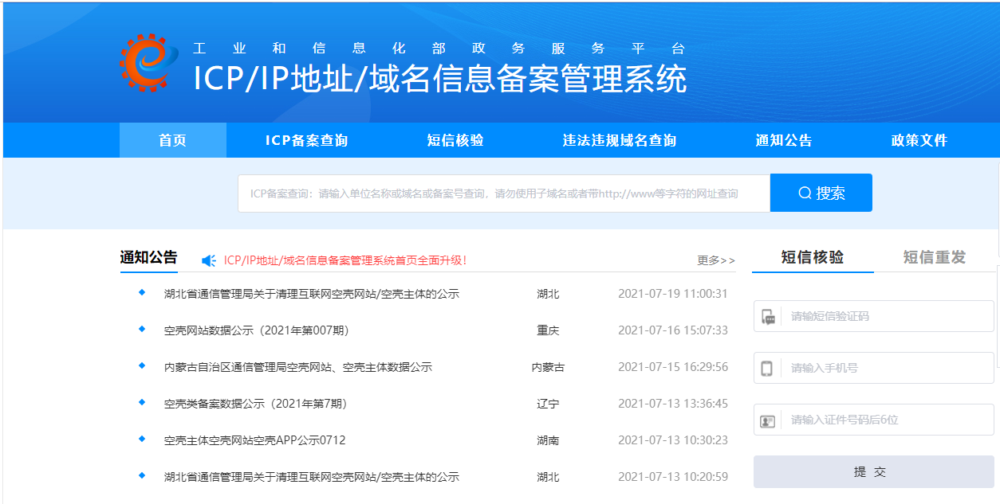 工业和信息化部政务服务平台
ICP/IP地址/域名信息备案管理系统
首页 ICP备案查询 短信核验 违法违规域名查询 通知公告 政策文件
ICP备案查询：请输入单位名称或域名或备案号查询，请勿使用子域名或者带http://www等字符的网址查询 搜索
通知公告 ICP/IP地址/域名信息备案管理系统首页全面升级！ 更多>>
湖北省通信管理局关于清理互联网空壳网站/空壳主体的公示 湖北 2021-07-19 11:00:31
空壳网站数据公示（2021年第007期） 重庆 2021-07-16 15:07:33
内蒙古自治区通信管理局空壳网站、空壳主体数据公示 内蒙古 2021-07-15 16:29:56
空壳类备案数据公示（2021年第7期） 辽宁 2021-07-13 13:36:45
空壳主体空壳网站空壳APP公示0712 湖南 2021-07-13 10:30:23
湖北省通信管理局关于清理互联网空壳网站/空壳主体的公示 湖北 2021-07-13 10:20:59
短信核验 短信重发
请输短信验证码
请输入手机号
请输入证件号码后6位
提 交